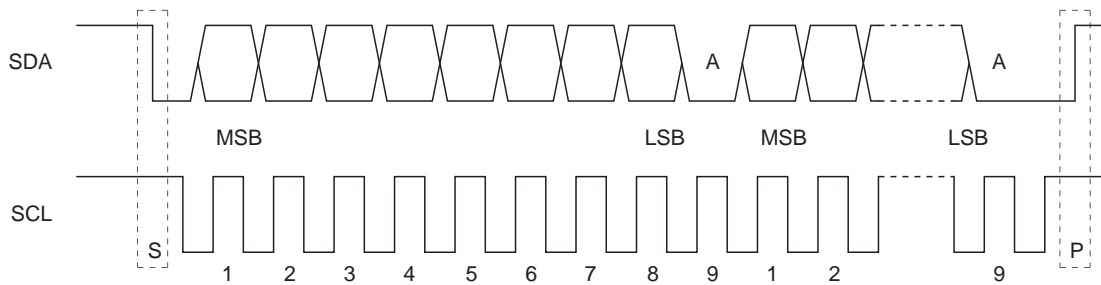 SDA A A
MSB LSB MSB LSB
SCL
S P
1 2 3 4 5 6 7 8 9 1 2 9